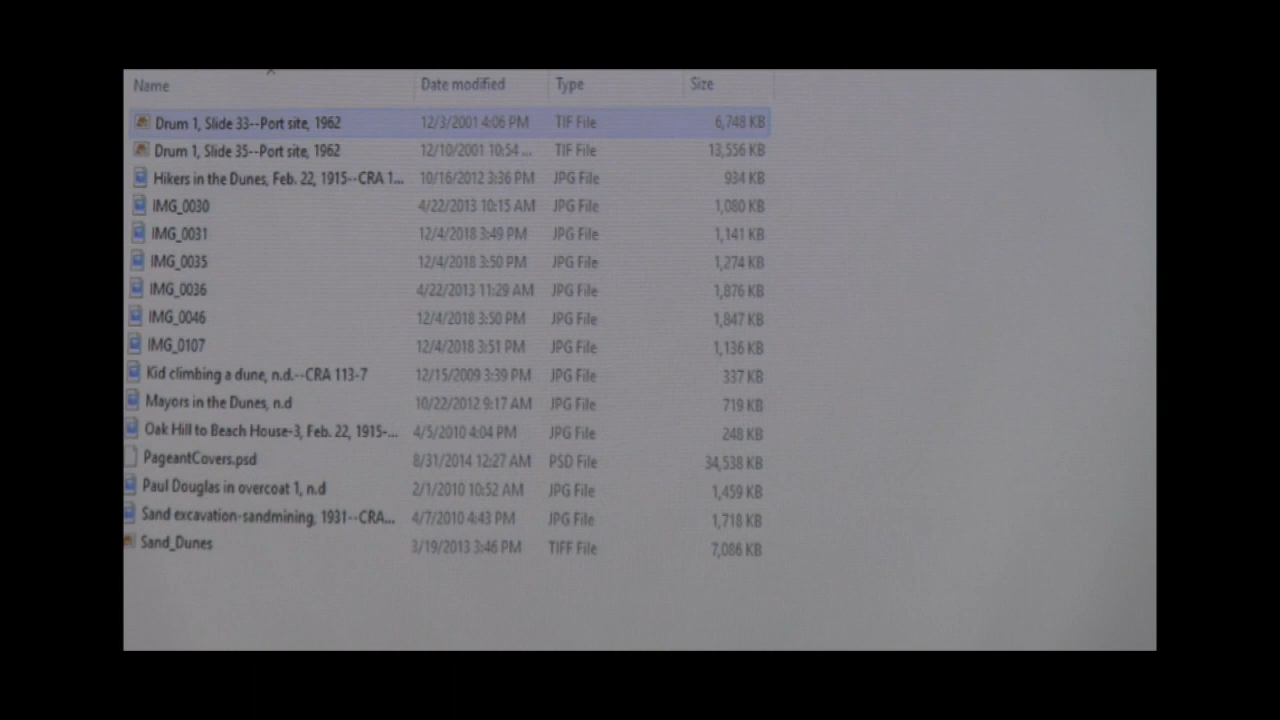 Name Date modified Type Size
Drum 1, Slide 33--Port site, 1962 12/3/2001 4:06 PM TIF File 6,748 KB
Drum 1, Slide 35--Port site, 1962 12/10/2001 10:54 ... TIF File 13,556 KB
Hikers in the Dunes, Feb. 22, 1915--CRA 1... 10/16/2012 3:36 PM JPG File 934 KB
IMG_0030 4/22/2013 10:15 AM JPG File 1,080 KB
IMG_0031 12/4/2018 3:49 PM JPG File 1,141 KB
IMG_0035 12/4/2018 3:50 PM JPG File 1,274 KB
IMG_0036 4/22/2013 11:29 AM JPG File 1,876 KB
IMG_0046 12/4/2018 3:50 PM JPG File 1,847 KB
IMG_0107 12/4/2018 3:51 PM JPG File 1,136 KB
Kid climbing a dune, n.d.--CRA 113-7 12/15/2009 3:39 PM JPG File 337 KB
Mayors in the Dunes, n.d 10/22/2012 9:17 AM JPG File 719 KB
Oak Hill to Beach House-3, Feb. 22, 1915-... 4/5/2010 4:04 PM JPG File 248 KB
PageantCovers.psd 8/31/2014 12:27 AM PSD File 34,538 KB
Paul Douglas in overcoat 1, n.d 2/1/2010 10:52 AM JPG File 1,459 KB
Sand excavation-sandmining, 1931--CRA... 4/7/2010 4:43 PM JPG File 1,718 KB
Sand_Dunes 3/19/2013 3:46 PM TIFF File 7,086 KB